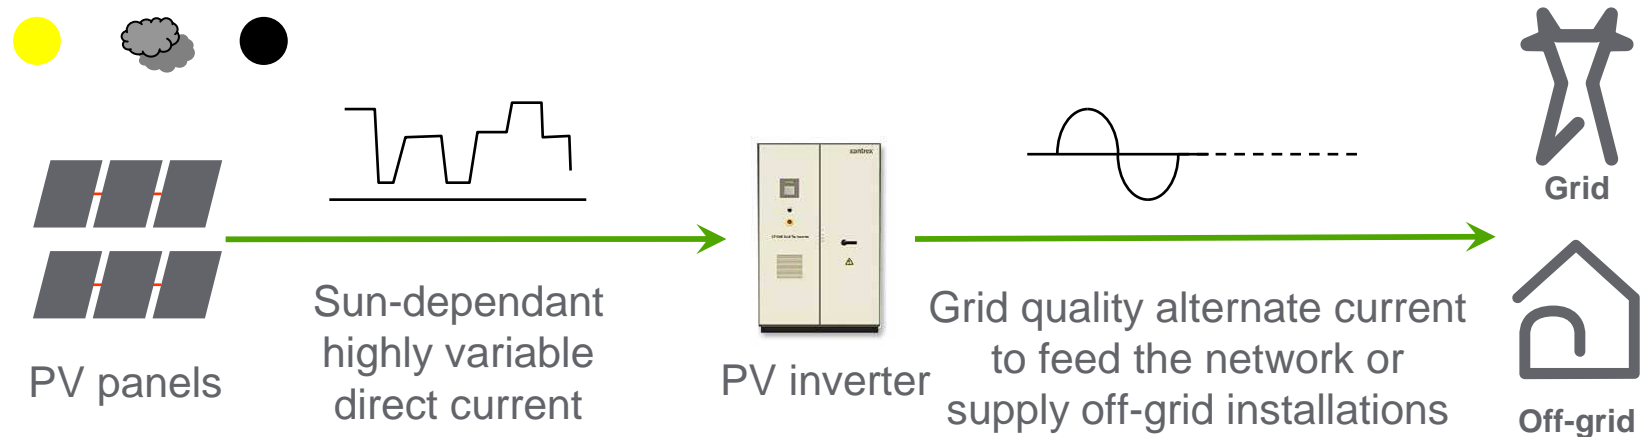 PV panels
Sun-dependant
highly variable
direct current
xantrex
PV inverter
Grid quality alternate current
to feed the network or
supply off-grid installations
Grid
Off-grid